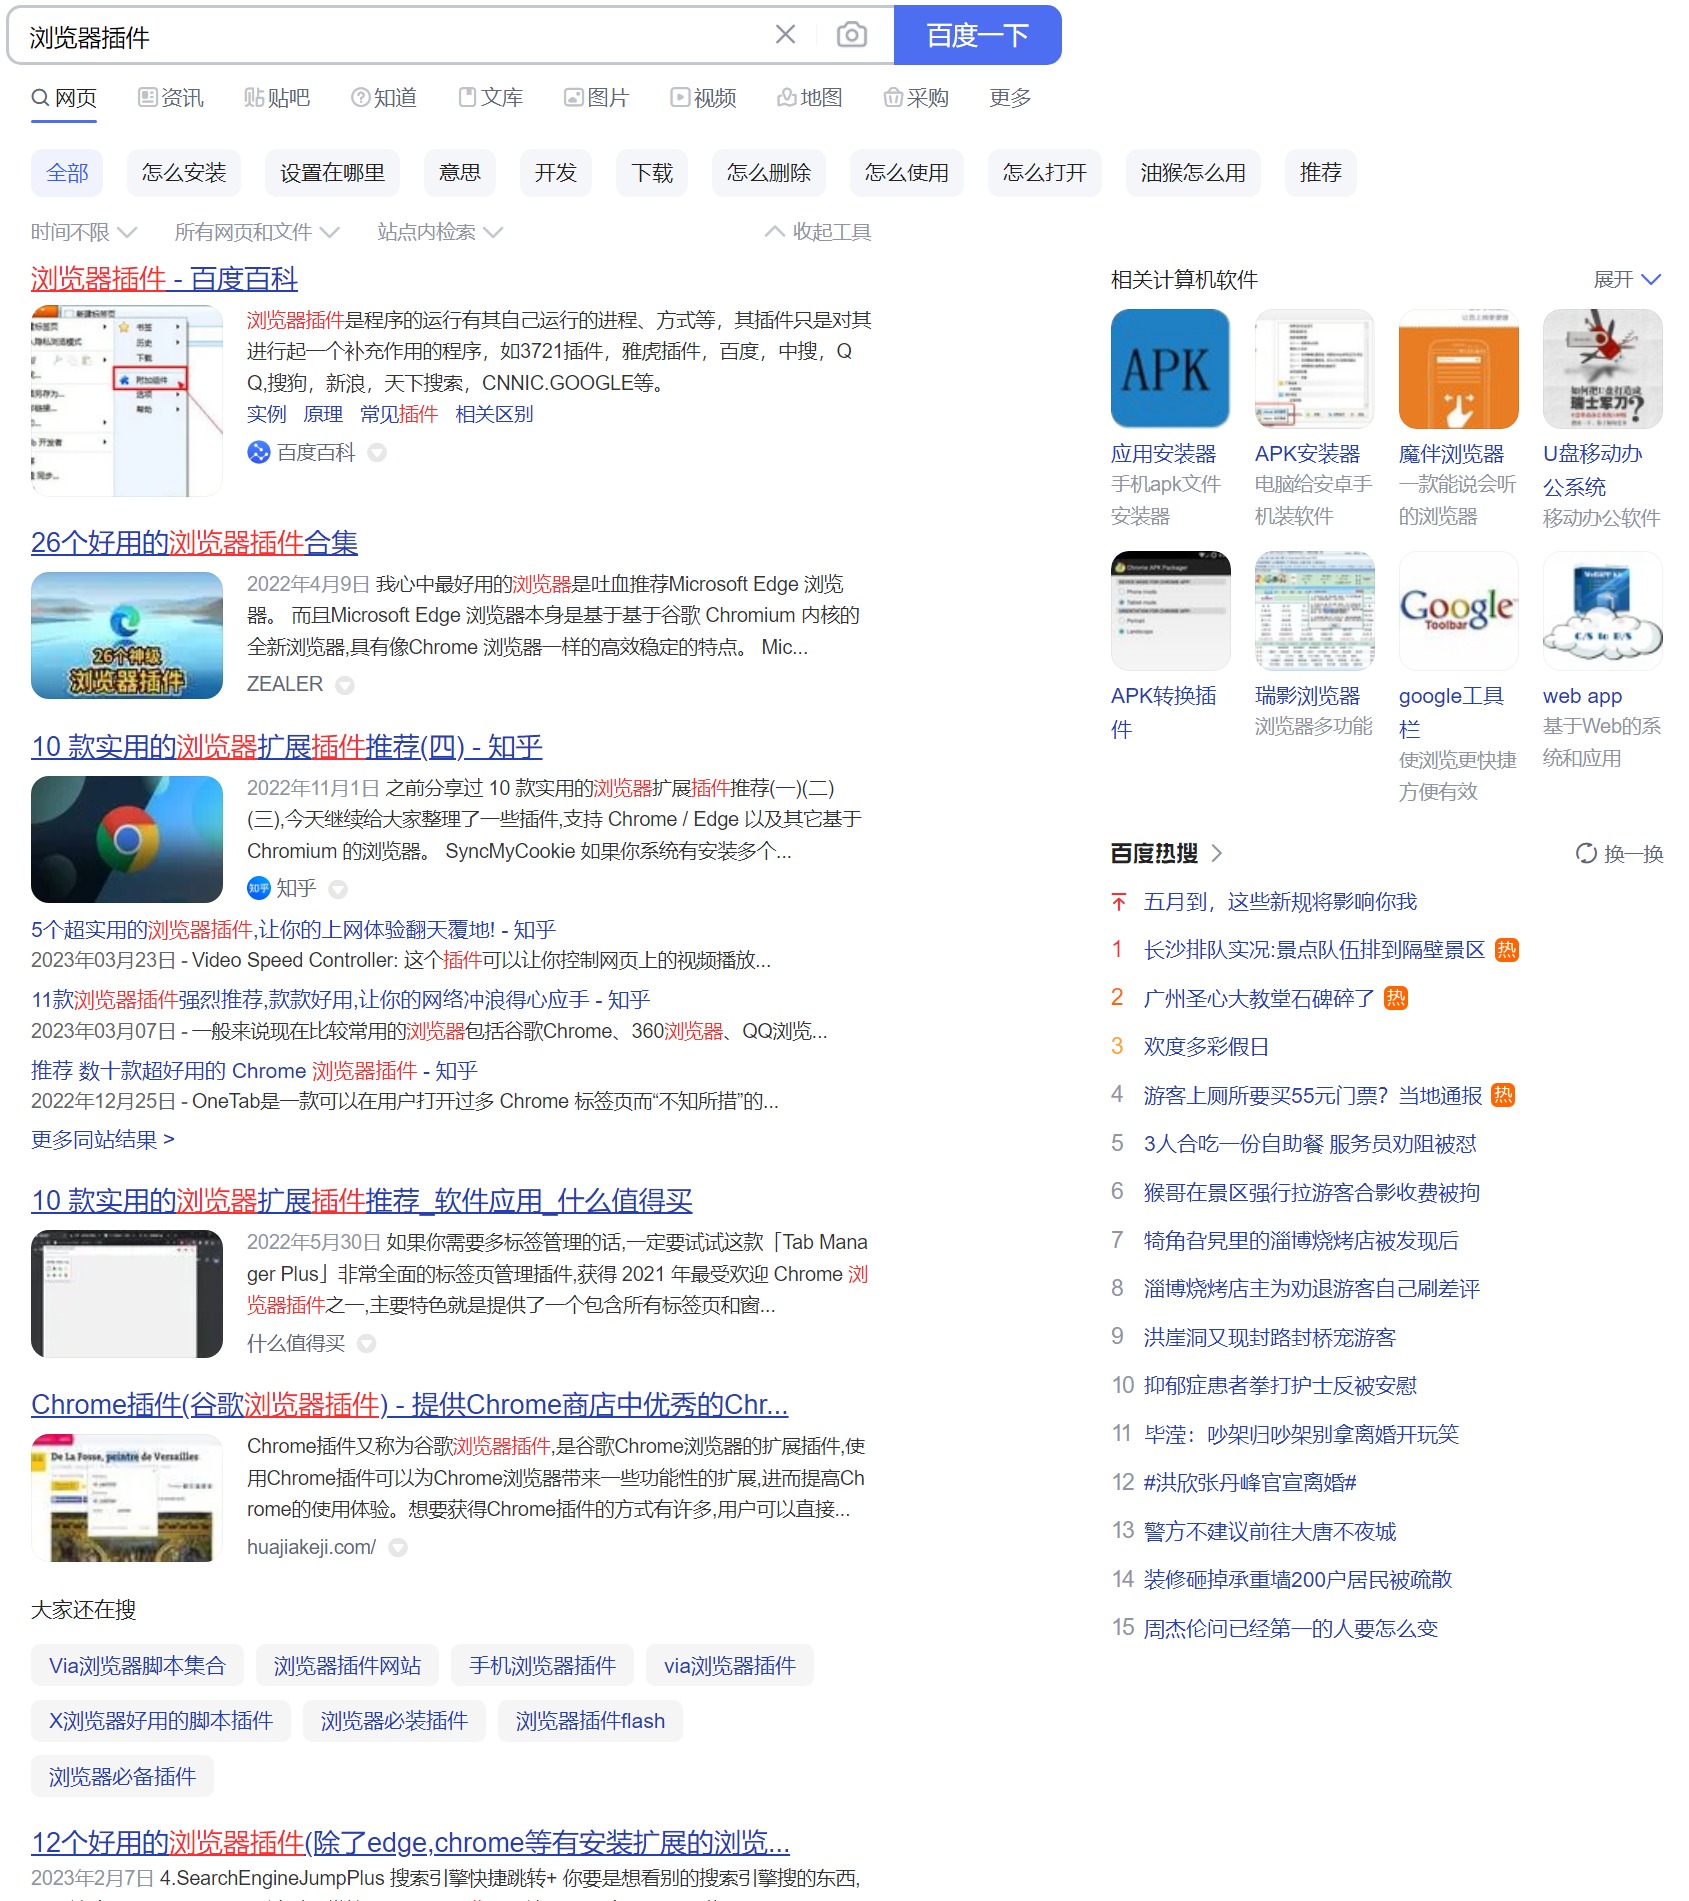 浏览器插件
百度一下
网页 资讯 贴吧 知道 文库 图片 视频 地图 采购 更多
全部 怎么安装 设置在哪里 意思 开发 下载 怎么删除 怎么使用 怎么打开 油猴怎么用 推荐
时间不限 所有网页和文件 站点内检索 收起工具
浏览器插件 - 百度百科
浏览器插件是程序的运行有其自己运行的进程、方式等，其插件只是对其
进行起一个补充作用的程序，如3721插件，雅虎插件，百度，中搜，Q
Q,搜狗，新浪，天下搜索，CNNIC.GOOGLE等。
实例 原理 常见插件 相关区别
百度百科
书签
历史
下载
附加组件
选项
帮助
26个好用的浏览器插件合集
2022年4月9日 我心中最好用的浏览器是吐血推荐Microsoft Edge 浏览
器。 而且Microsoft Edge 浏览器本身是基于基于谷歌 Chromium 内核的
全新浏览器,具有像Chrome 浏览器一样的高效稳定的特点。 Mic...
ZEALER
26个神级
浏览器插件
10 款实用的浏览器扩展插件推荐(四) - 知乎
2022年11月1日 之前分享过 10 款实用的浏览器扩展插件推荐(一)(二)
(三),今天继续给大家整理了一些插件,支持 Chrome / Edge 以及其它基于
Chromium 的浏览器。 SyncMyCookie 如果你系统有安装多个...
知乎 知乎
5个超实用的浏览器插件,让你的上网体验翻天覆地! - 知乎
2023年03月23日 - Video Speed Controller: 这个插件可以让你控制网页上的视频播放...
11款浏览器插件强烈推荐,款款好用,让你的网络冲浪得心应手 - 知乎
2023年03月07日 - 一般来说现在比较常用的浏览器包括谷歌Chrome、360浏览器、QQ浏览...
推荐 数十款超好用的 Chrome 浏览器插件 - 知乎
2022年12月25日 - OneTab是一款可以在用户打开过多 Chrome 标签页而“不知所措”的...
更多同站结果 >
10 款实用的浏览器扩展插件推荐_软件应用_什么值得买
2022年5月30日 如果你需要多标签管理的话,一定要试试这款「Tab Mana
ger Plus」非常全面的标签页管理插件,获得 2021 年最受欢迎 Chrome 浏
览器插件之一,主要特色就是提供了一个包含所有标签页和窗...
什么值得买
Chrome插件(谷歌浏览器插件) - 提供Chrome商店中优秀的Chr...
Chrome插件又称为谷歌浏览器插件,是谷歌Chrome浏览器的扩展插件,使
用Chrome插件可以为Chrome浏览器带来一些功能性的扩展,进而提高Ch
rome的使用体验。想要获得Chrome插件的方式有许多,用户可以直接...
huajiakeji.com/
De La Fosse, peintre de Versailles
大家还在搜
Via浏览器脚本集合 浏览器插件网站 手机浏览器插件 via浏览器插件
X浏览器好用的脚本插件 浏览器必装插件 浏览器插件flash
浏览器必备插件
12个好用的浏览器插件(除了edge,chrome等有安装扩展的浏览...
2023年2月7日 4.SearchEngineJumpPlus 搜索引擎快捷跳转+ 你要是想看别的搜索引擎搜的东西,
相关计算机软件 展开
APK
如何把U盘打造成
瑞士军刀?
应用安装器 APK安装器 魔伴浏览器 U盘移动办
公系统
手机apk文件 电脑给安卓手 一款能说会听
安装器 机装软件 的浏览器 移动办公软件
Chrome APK Packager
Phone mode
Tablet mode
Portrait
Landscape
Google
Toolbar
C/S to B/S
APK转换插 瑞影浏览器 google工具 web app
件 浏览器多功能 栏 基于Web的系
统和应用
使浏览更快捷
方便有效
百度热搜 > 换一换
五月到，这些新规将影响你我
1 长沙排队实况:景点队伍排到隔壁景区 热
2 广州圣心大教堂石碑碎了 热
3 欢度多彩假日
4 游客上厕所要买55元门票？当地通报 热
5 3人合吃一份自助餐 服务员劝阻被怼
6 猴哥在景区强行拉游客合影收费被拘
7 犄角旮旯里的淄博烧烤店被发现后
8 淄博烧烤店主为劝退游客自己刷差评
9 洪崖洞又现封路封桥宠游客
10 抑郁症患者拳打护士反被安慰
11 毕滢：吵架归吵架别拿离婚开玩笑
12 #洪欣张丹峰官宣离婚#
13 警方不建议前往大唐不夜城
14 装修砸掉承重墙200户居民被疏散
15 周杰伦问已经第一的人要怎么变